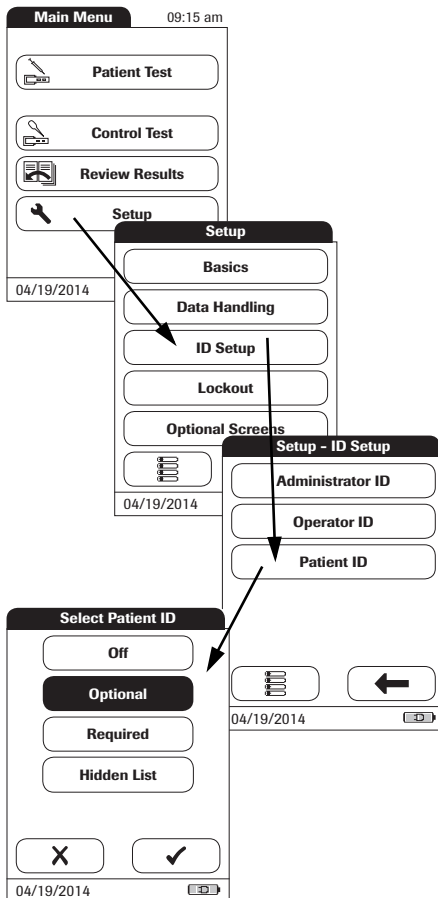 Main Menu 09:15 am
Patient Test
Control Test
Review Results
Setup
04/19/2014
Setup
Basics
Data Handling
ID Setup
Lockout
Optional Screens
04/19/2014
Setup - ID Setup
Administrator ID
Operator ID
Patient ID
04/19/2014
Select Patient ID
Off
Optional
Required
Hidden List
04/19/2014